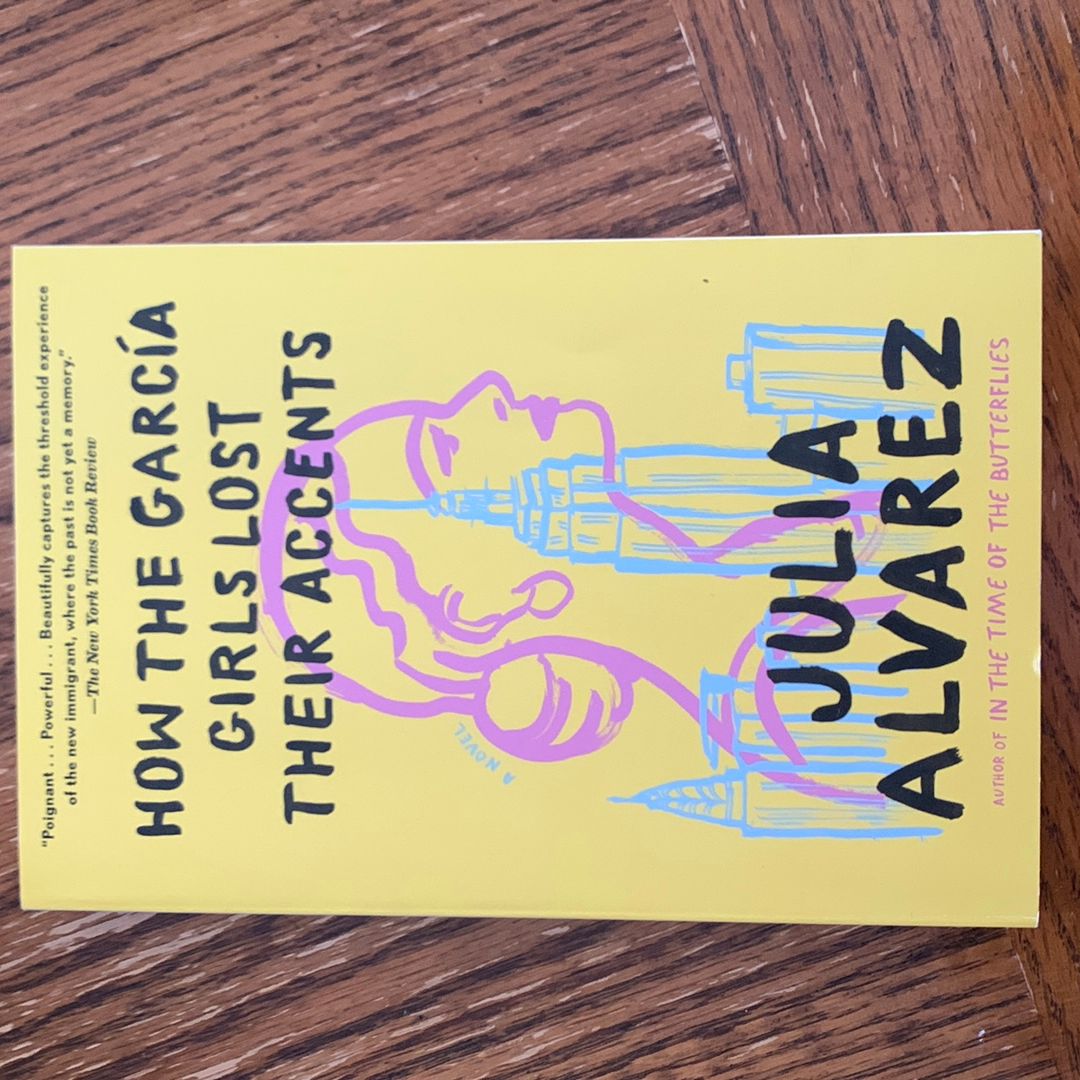 "Poignant . . . Powerful . . . Beautifully captures the threshold experience
of the new immigrant, where the past is not yet a memory."
—The New York Times Book Review
HOW THE GARCÍA
GIRLS LOST
THEIR ACCENTS
A NOVEL
JULIA
ALVAREZ
AUTHOR OF IN THE TIME OF THE BUTTERFLIES